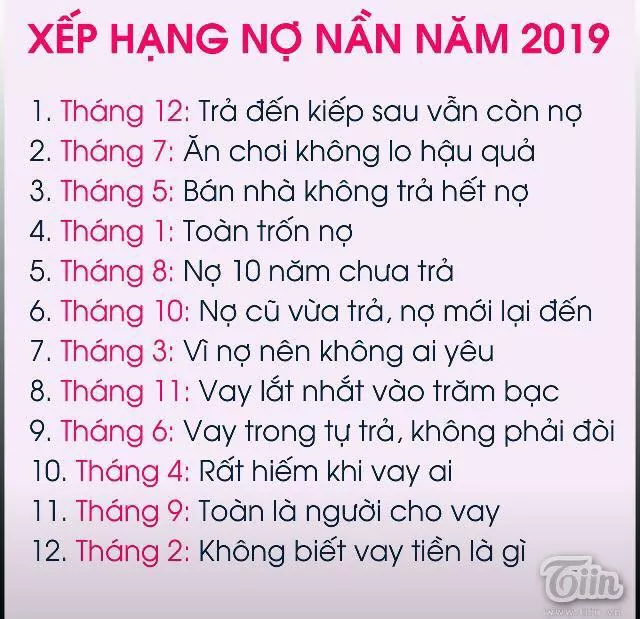 XẾP HẠNG NỢ NẦN NĂM 2019
1. Tháng 12: Trả đến kiếp sau vẫn còn nợ
2. Tháng 7: Ăn chơi không lo hậu quả
3. Tháng 5: Bán nhà không trả hết nợ
4. Tháng 1: Toàn trốn nợ
5. Tháng 8: Nợ 10 năm chưa trả
6. Tháng 10: Nợ cũ vừa trả, nợ mới lại đến
7. Tháng 3: Vì nợ nên không ai yêu
8. Tháng 11: Vay lắt nhắt vào trăm bạc
9. Tháng 6: Vay trong tự trả, không phải đòi
10. Tháng 4: Rất hiếm khi vay ai
11. Tháng 9: Toàn là người cho vay
12. Tháng 2: Không biết vay tiền là gì
Tiin
www.tiin.vn